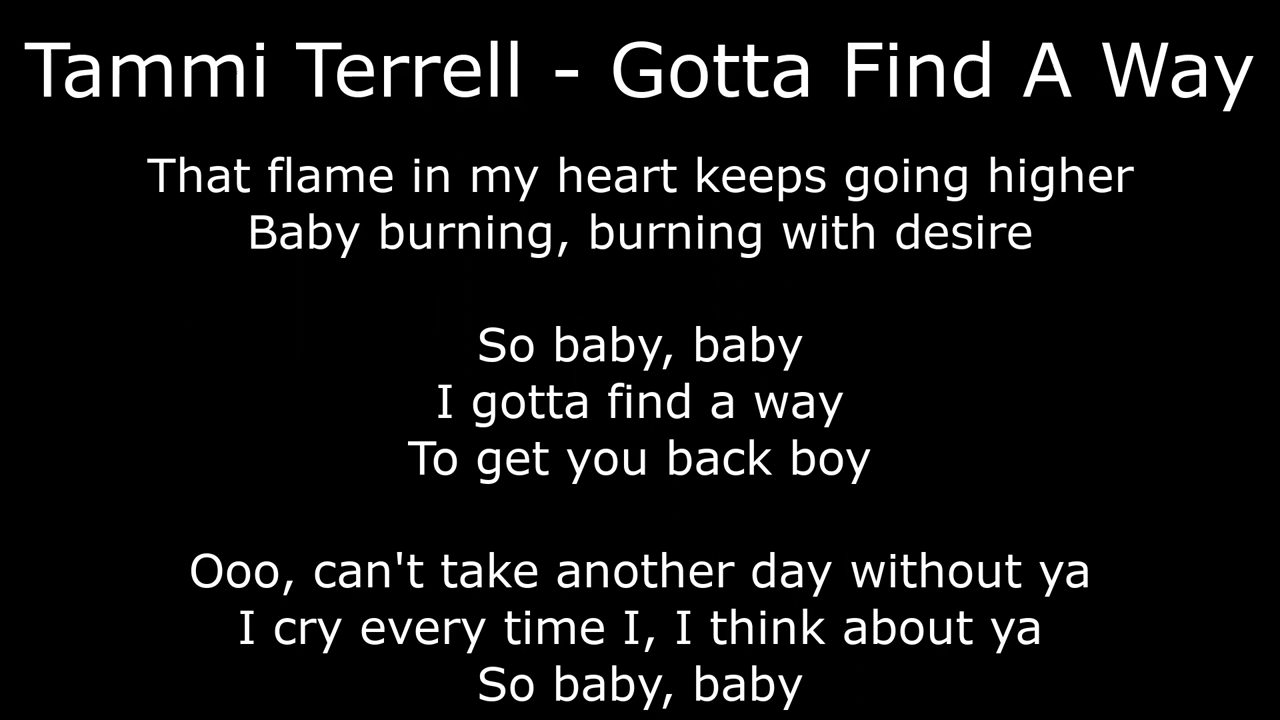 Tammi Terrell - Gotta Find A Way
That flame in my heart keeps going higher
Baby burning, burning with desire
So baby, baby
I gotta find a way
To get you back boy
Ooo, can't take another day without ya
I cry every time I, I think about ya
So baby, baby